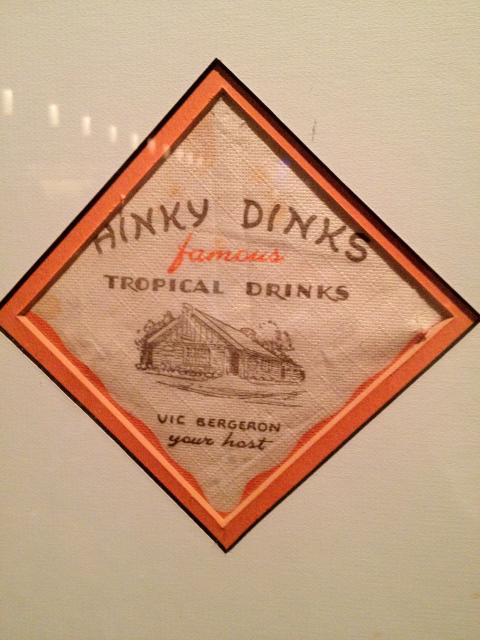 HINKY DINKS
famous
TROPICAL DRINKS
VIC BERGERON
your host